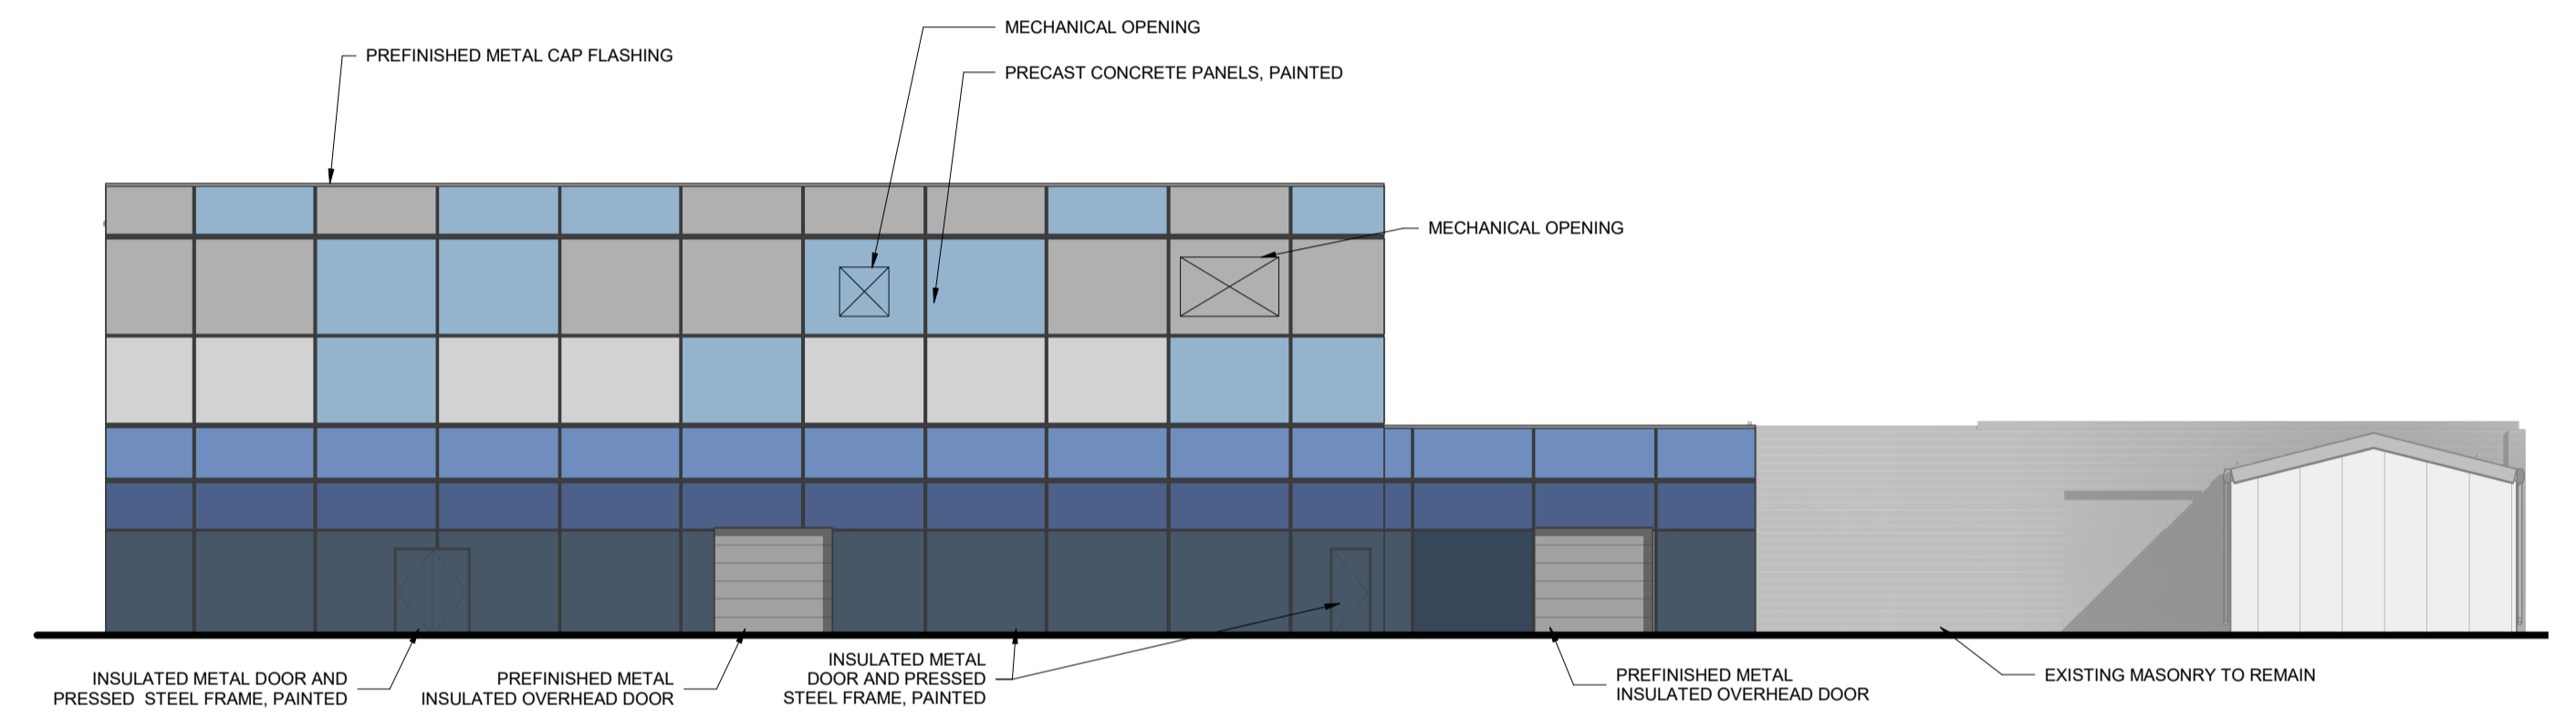 MECHANICAL OPENING
PREFINISHED METAL CAP FLASHING
PRECAST CONCRETE PANELS, PAINTED
MECHANICAL OPENING
INSULATED METAL DOOR AND
PRESSED STEEL FRAME, PAINTED
PREFINISHED METAL
INSULATED OVERHEAD DOOR
INSULATED METAL
DOOR AND PRESSED
STEEL FRAME, PAINTED
PREFINISHED METAL
INSULATED OVERHEAD DOOR
EXISTING MASONRY TO REMAIN